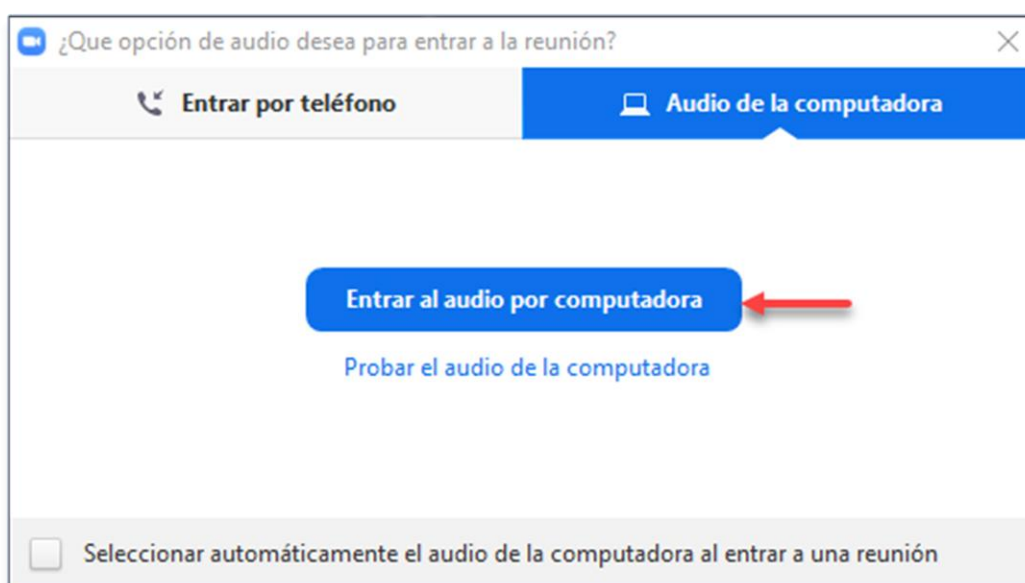 ¿Que opción de audio desea para entrar a la reunión?
Entrar por teléfono
Audio de la computadora
Entrar al audio por computadora
Probar el audio de la computadora
Seleccionar automáticamente el audio de la computadora al entrar a una reunión